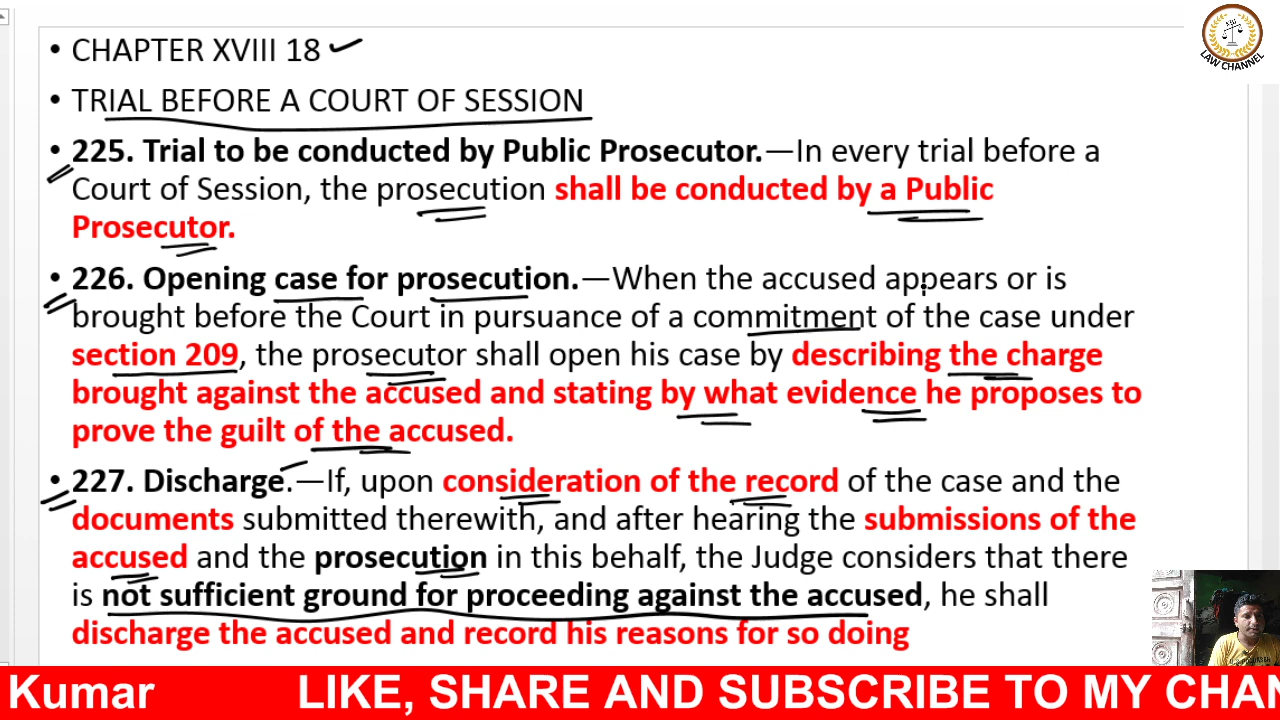 • CHAPTER XVIII 18
• TRIAL BEFORE A COURT OF SESSION
• 225. Trial to be conducted by Public Prosecutor.—In every trial before a
Court of Session, the prosecution shall be conducted by a Public
Prosecutor.
• 226. Opening case for prosecution.—When the accused appears or is
brought before the Court in pursuance of a commitment of the case under
section 209, the prosecutor shall open his case by describing the charge
brought against the accused and stating by what evidence he proposes to
prove the guilt of the accused.
• 227. Discharge.—If, upon consideration of the record of the case and the
documents submitted therewith, and after hearing the submissions of the
accused and the prosecution in this behalf, the Judge considers that there
is not sufficient ground for proceeding against the accused, he shall
discharge the accused and record his reasons for so doing
LAW CHANNEL
Kumar LIKE, SHARE AND SUBSCRIBE TO MY CHAN